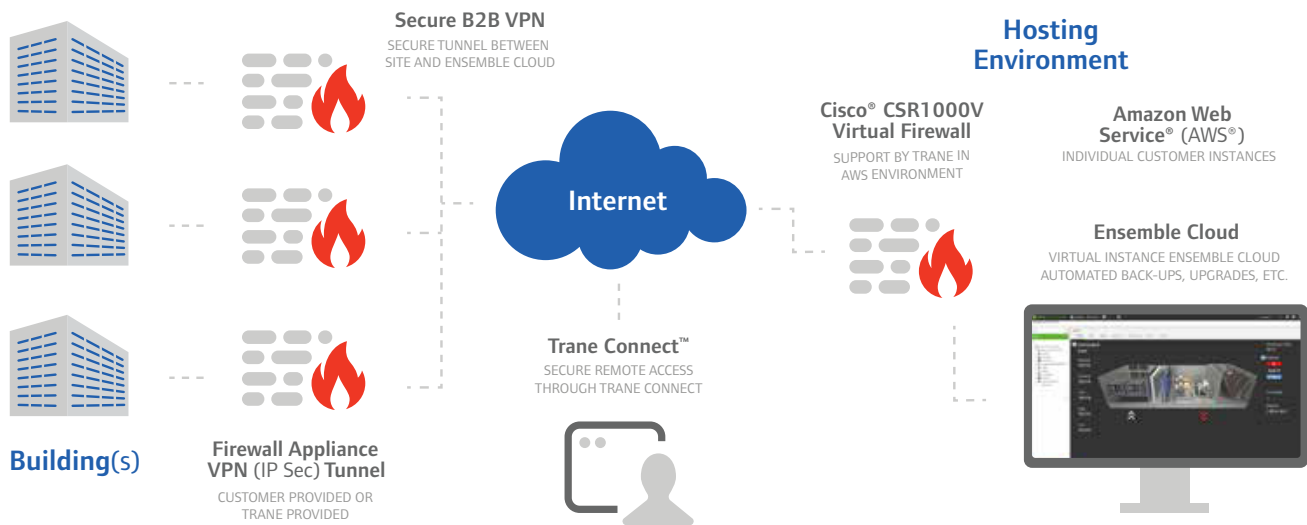 Secure B2B VPN
SECURE TUNNEL BETWEEN
SITE AND ENSEMBLE CLOUD
Hosting
Environment
Cisco® CSR1000V
Virtual Firewall
SUPPORT BY TRANE IN
AWS ENVIRONMENT
Amazon Web
Service® (AWS®)
INDIVIDUAL CUSTOMER INSTANCES
Internet
Ensemble Cloud
VIRTUAL INSTANCE ENSEMBLE CLOUD
AUTOMATED BACK-UPS, UPGRADES, ETC.
Trane Connect™
SECURE REMOTE ACCESS
THROUGH TRANE CONNECT
Building(s)
Firewall Appliance
VPN (IP Sec) Tunnel
CUSTOMER PROVIDED OR
TRANE PROVIDED